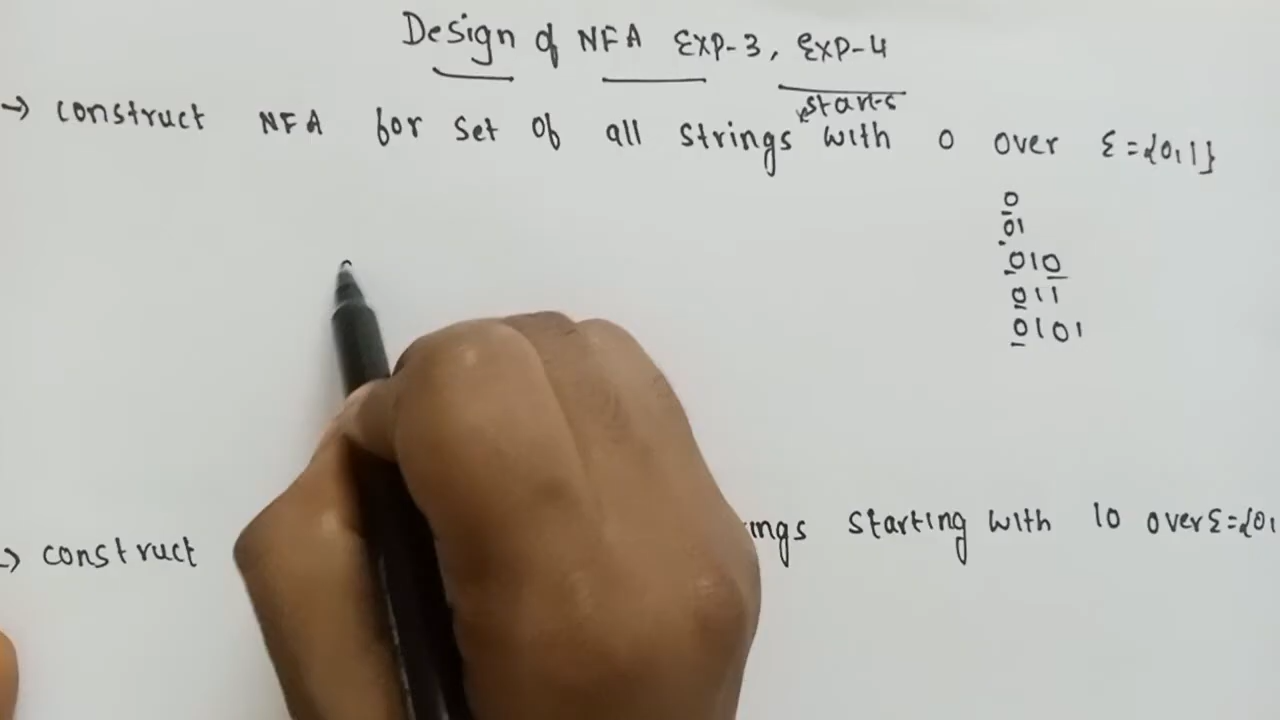 Design of NFA Exp-3, Exp-4
→ construct NFA for set of all strings starts with 0 over Σ={0,1}
0
01
010
011
0101
→ construct ings starting with 10 over Σ={0,